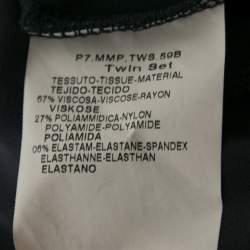 P7.MMP.TWS.59B
Twin Set
TESSUTO-TISSUE-MATERIAL
TEJIDO-TECIDO
67% VISCOSA-VISCOSE-RAYON
VISKOSE
27% POLIAMMIDICA-NYLON
POLYAMIDE-POLYAMIDE
POLIAMIDA
06% ELASTAM-ELASTANE-SPANDEX
ELASTHANNE-ELASTHAN
ELASTANO